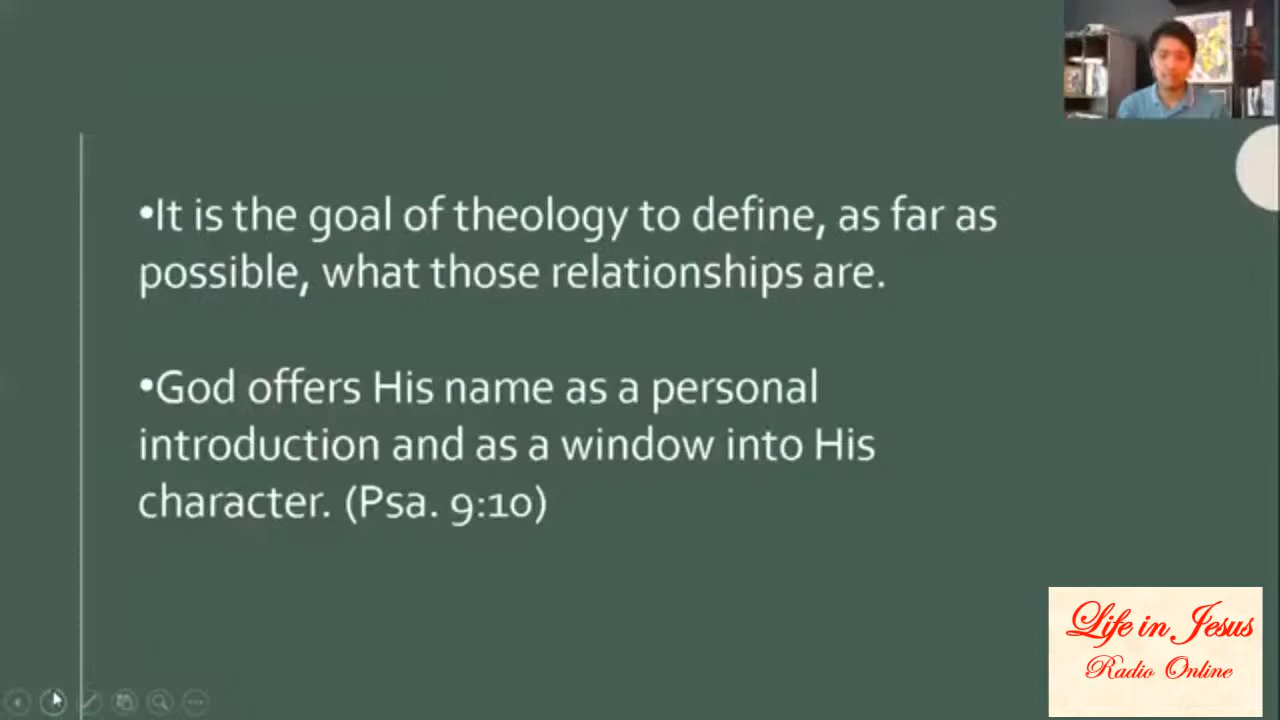 •It is the goal of theology to define, as far as
possible, what those relationships are.
•God offers His name as a personal
introduction and as a window into His
character. (Psa. 9:10)
Life in Jesus
Radio Online